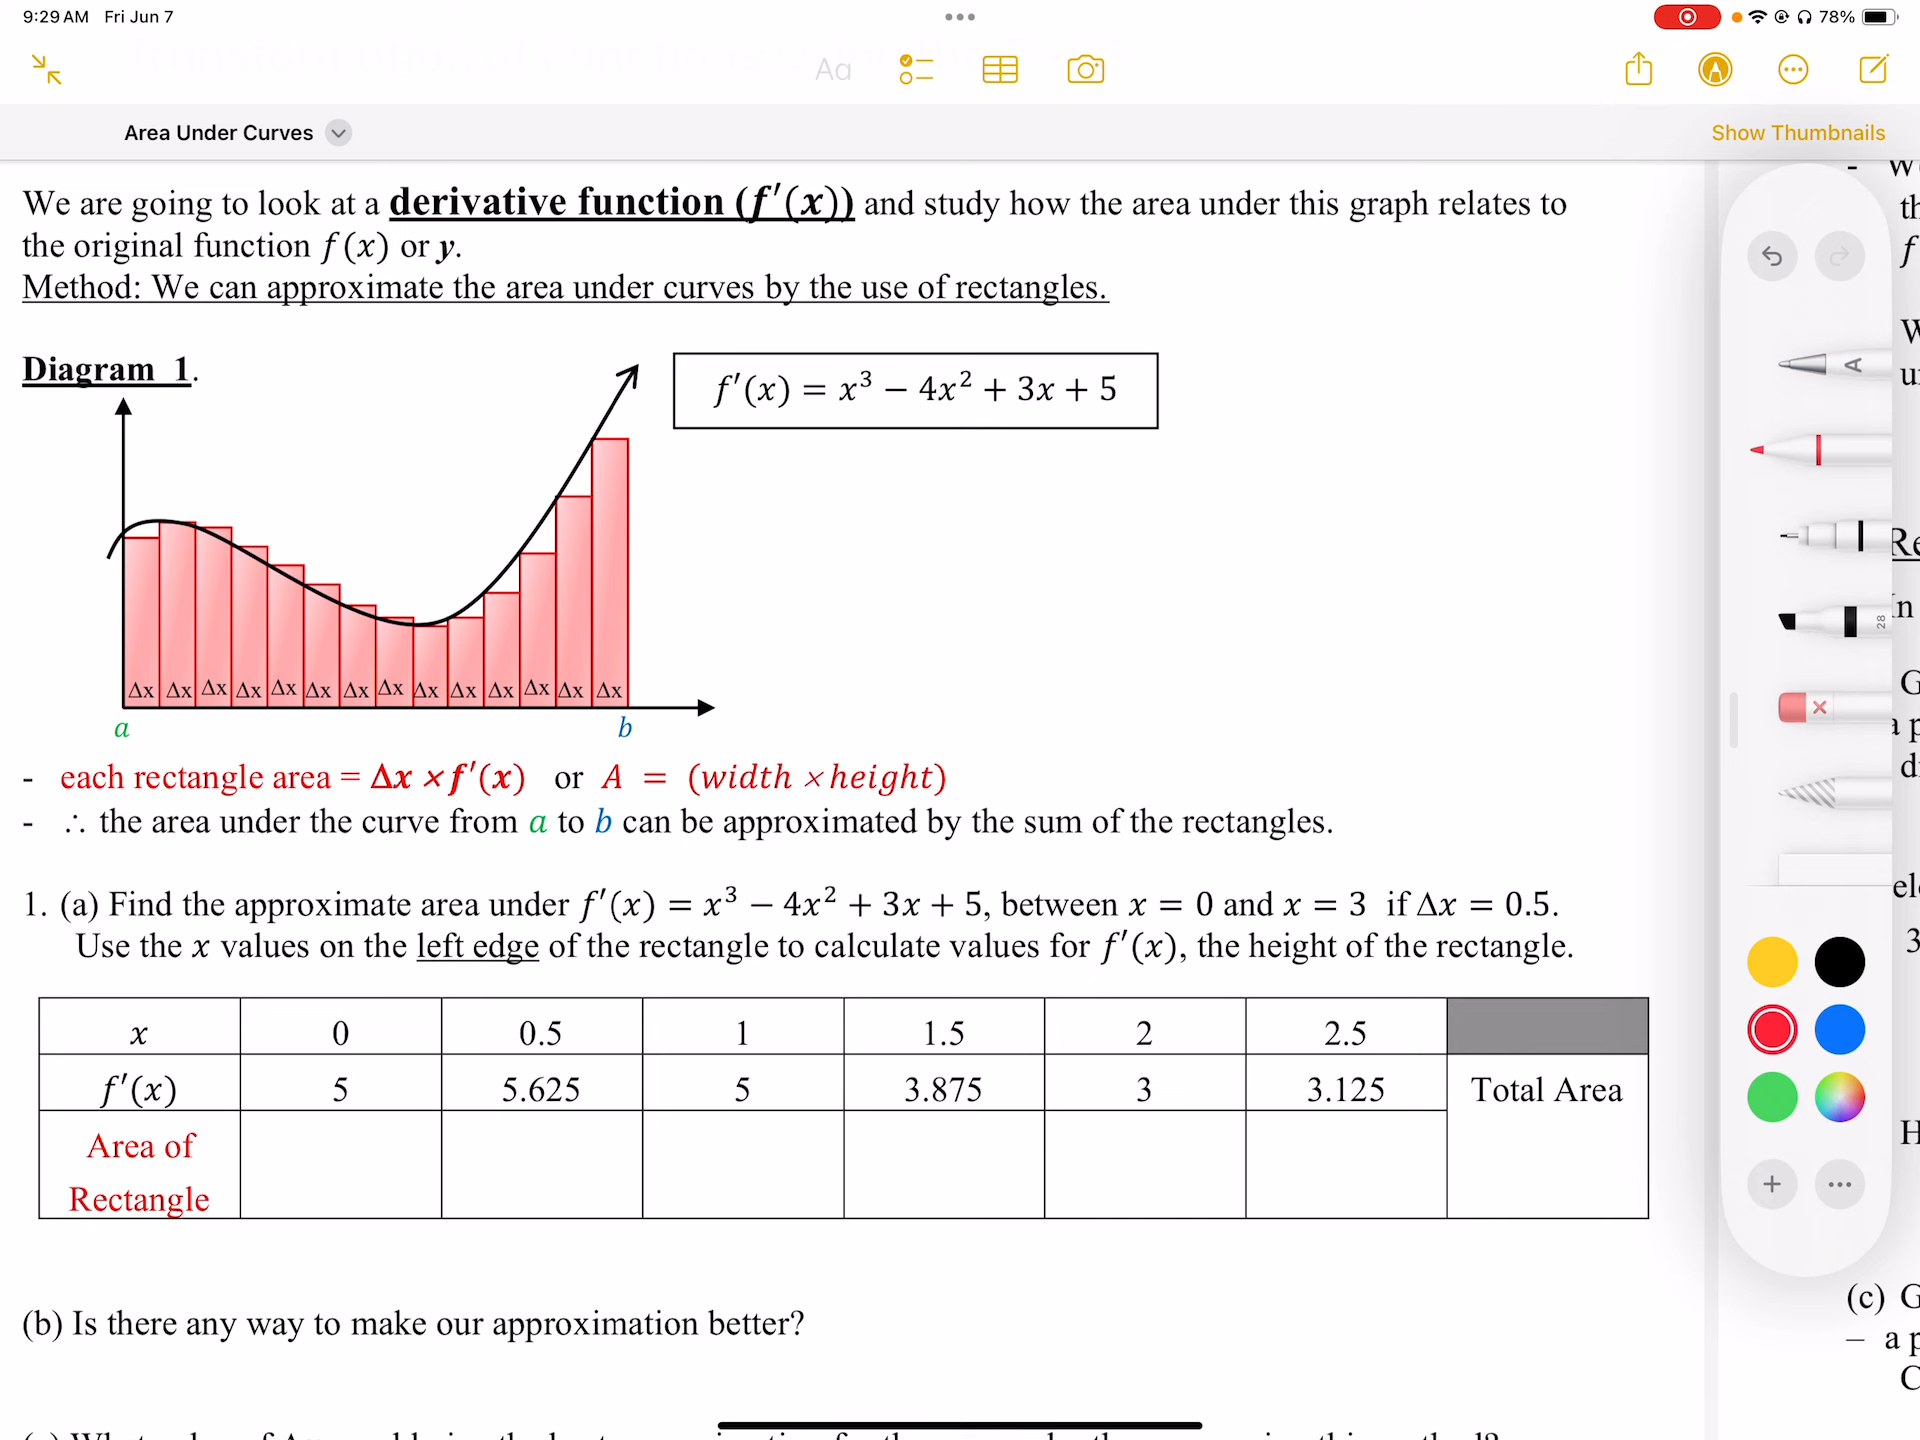 9:29 AM Fri Jun 7
78%
Aa
Area Under Curves
Show Thumbnails
We are going to look at a derivative function (f′(x)) and study how the area under this graph relates to
the original function f(x) or y.
Method: We can approximate the area under curves by the use of rectangles.
Diagram 1.
f′(x) = x³ − 4x² + 3x + 5
Δx Δx Δx Δx Δx Δx Δx Δx Δx Δx Δx Δx Δx Δx
a b
- each rectangle area = Δx × f′(x) or A = (width × height)
- ∴ the area under the curve from a to b can be approximated by the sum of the rectangles.
1. (a) Find the approximate area under f′(x) = x³ − 4x² + 3x + 5, between x = 0 and x = 3 if Δx = 0.5.
Use the x values on the left edge of the rectangle to calculate values for f′(x), the height of the rectangle.
x 0 0.5 1 1.5 2 2.5
f′(x) 5 5.625 5 3.875 3 3.125 Total Area
Area of
Rectangle
(b) Is there any way to make our approximation better?
A
28
(c) G
– a p